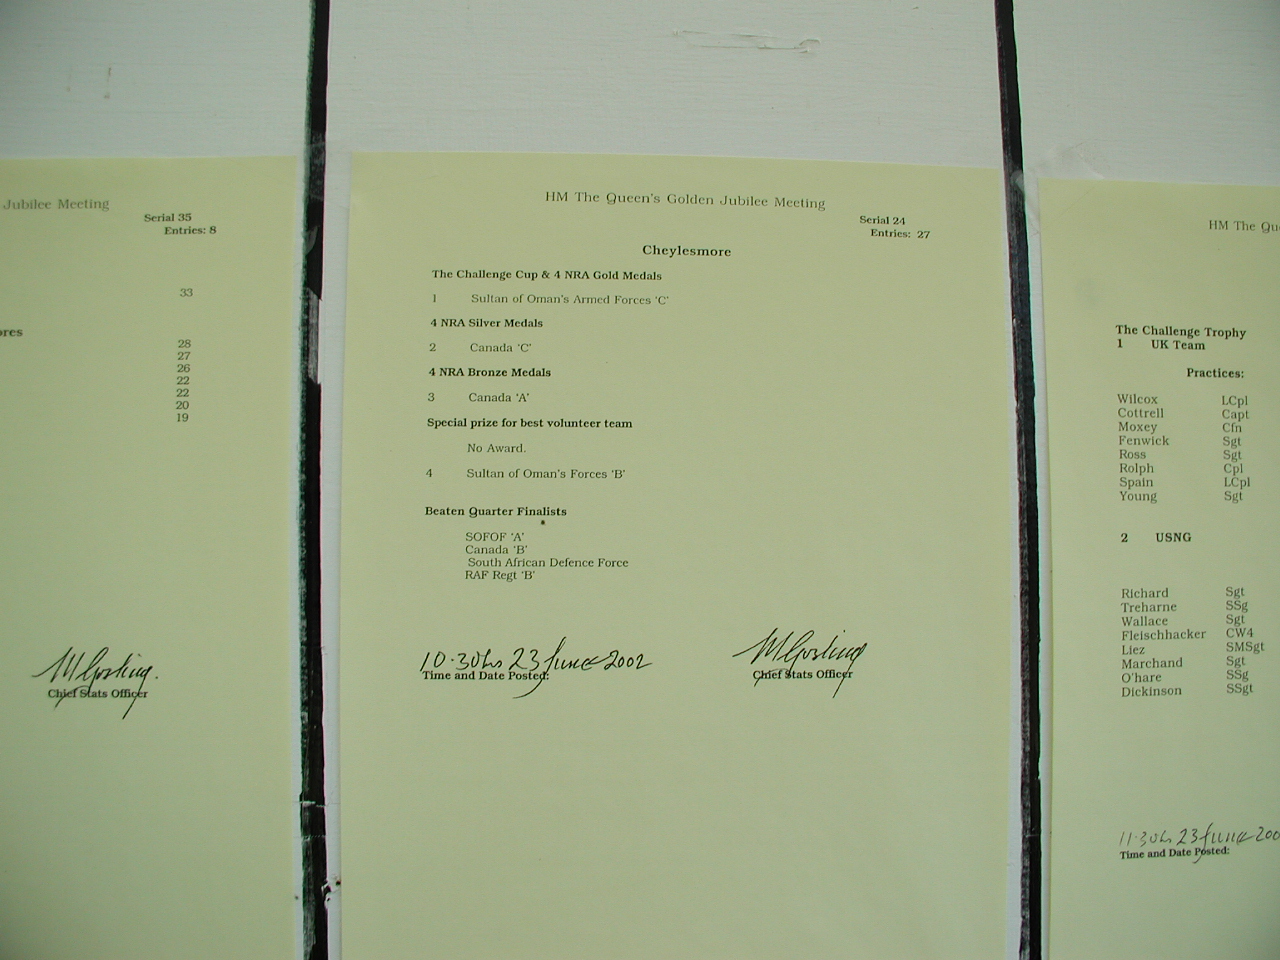 Jubilee Meeting
Serial 35
Entries: 8
33
28
27
26
22
22
20
19
M Gosling.
Chief Stats Officer
HM The Queen's Golden Jubilee Meeting
Serial 24
Entries: 27
Cheylesmore
The Challenge Cup & 4 NRA Gold Medals
1 Sultan of Oman's Armed Forces 'C'
4 NRA Silver Medals
2 Canada 'C'
4 NRA Bronze Medals
3 Canada 'A'
Special prize for best volunteer team
No Award.
4 Sultan of Oman's Forces 'B'
Beaten Quarter Finalists
SOFOF 'A'
Canada 'B'
South African Defence Force
RAF Regt 'B'
10·30hrs 23 June 2002
Time and Date Posted:
M Gosling
Chief Stats Officer
HM The Qu
The Challenge Trophy
1 UK Team
Practices:
Wilcox LCpl
Cottrell Capt
Moxey Cfn
Fenwick Sgt
Ross Sgt
Rolph Cpl
Spain LCpl
Young Sgt
2 USNG
Richard Sgt
Treharne SSg
Wallace Sgt
Fleischhacker CW4
Liez SMSgt
Marchand Sgt
O'hare SSg
Dickinson SSgt
11·30hrs 23 June 200
Time and Date Posted: